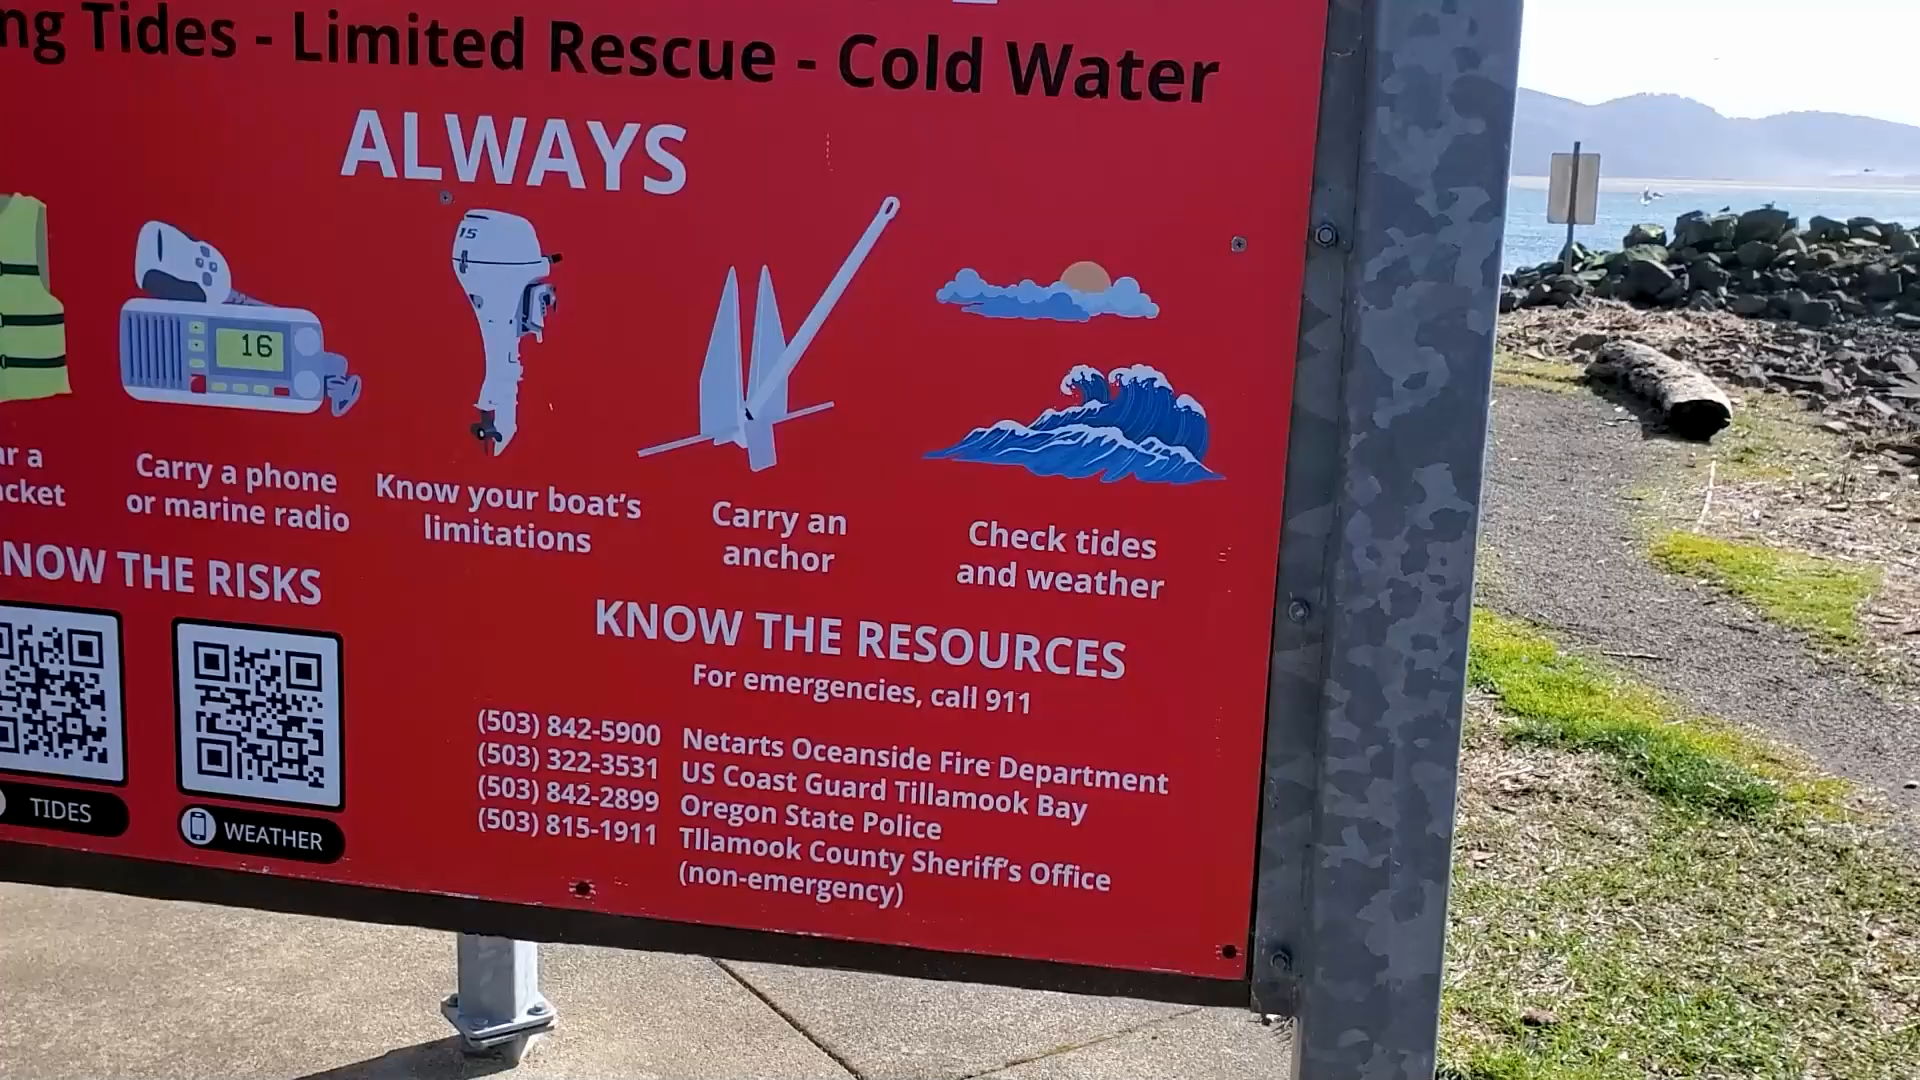 ng Tides - Limited Rescue - Cold Water
ALWAYS
15
16
L
ar a
acket
Carry a phone
or marine radio
Know your boat's
limitations
Carry an
anchor
Check tides
and weather
NOW THE RISKS
TIDES
WEATHER
KNOW THE RESOURCES
For emergencies, call 911
(503) 842-5900 Netarts Oceanside Fire Department
(503) 322-3531 US Coast Guard Tillamook Bay
(503) 842-2899 Oregon State Police
(503) 815-1911 Tllamook County Sheriff's Office
(non-emergency)